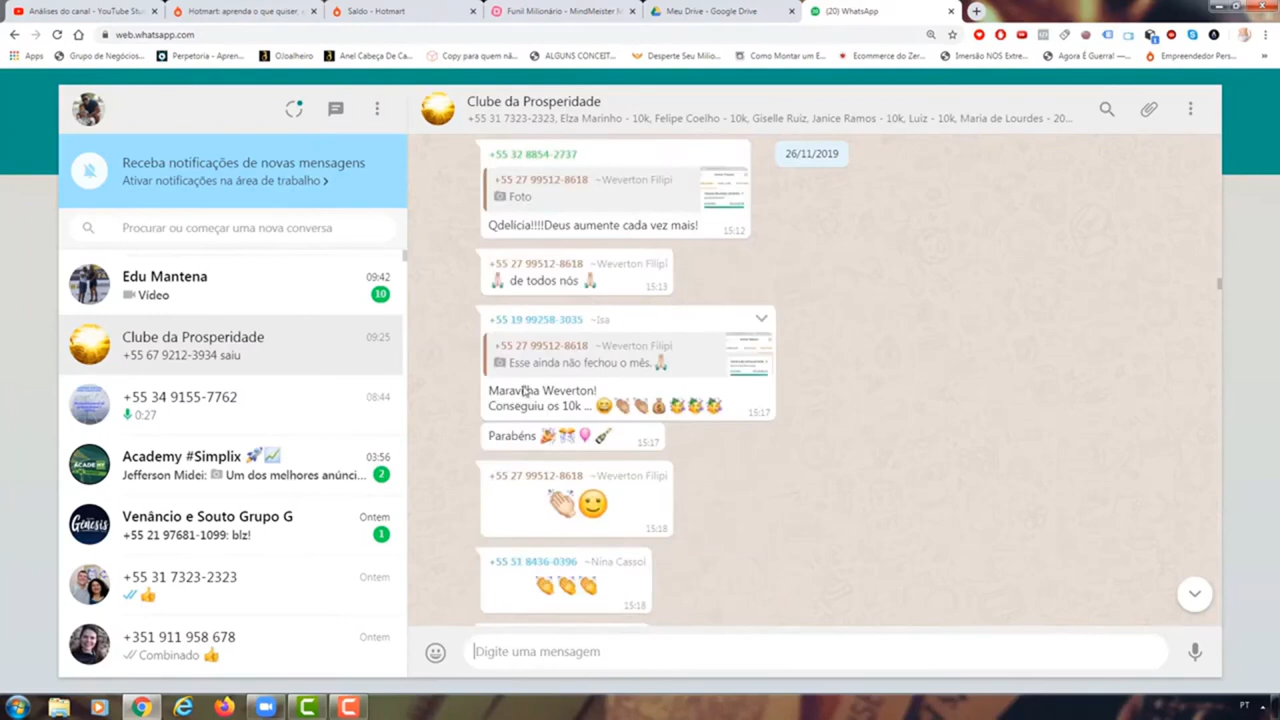 Análises do canal - YouTube Stu
Hotmart: aprenda o que quiser, c
Saldo - Hotmart
Funil Milionário - MindMeister M
Meu Drive - Google Drive
(20) WhatsApp
web.whatsapp.com
Apps
Grupo de Negócios...
Perpetoria - Apren...
OJoalheiro
Anel Cabeça De Ca...
Copy para quem nã...
ALGUNS CONCEIT...
Desperte Seu Milio...
Como Montar um E...
Ecommerce do Zer...
Imersão NOS Extre...
Agora É Guerra! —...
Empreendedor Pers...
Receba notificações de novas mensagens
Ativar notificações na área de trabalho >
Procurar ou começar uma nova conversa
Edu Mantena
09:42
Vídeo
10
Clube da Prosperidade
09:25
+55 67 9212-3934 saiu
+55 34 9155-7762
08:44
0:27
Academy #Simplix 🚀📈
03:56
Jefferson Midei: 📷 Um dos melhores anúnci...
2
Venâncio e Souto Grupo G
Ontem
+55 21 97681-1099: blz!
1
+55 31 7323-2323
Ontem
👍
+351 911 958 678
Ontem
Combinado 👍
Clube da Prosperidade
+55 31 7323-2323, Elza Marinho - 10k, Felipe Coelho - 10k, Giselle Ruiz, Janice Ramos - 10k, Luiz - 10k, Maria de Lourdes - 20...
26/11/2019
+55 32 8854-2737
+55 27 99512-8618 ~Weverton Filipi
Foto
Qdelícia!!!!Deus aumente cada vez mais!
15:12
+55 27 99512-8618 ~Weverton Filipi
🙏 de todos nós 🙏
15:13
+55 19 99258-3035 ~Isa
+55 27 99512-8618 ~Weverton Filipi
Esse ainda não fechou o mês.🙏
Maravilha Weverton!
Conseguiu os 10k ...
15:17
Parabéns
15:17
+55 27 99512-8618 ~Weverton Filipi
15:18
+55 51 8436-0396 ~Nina Cassol
15:18
Digite uma mensagem
PT